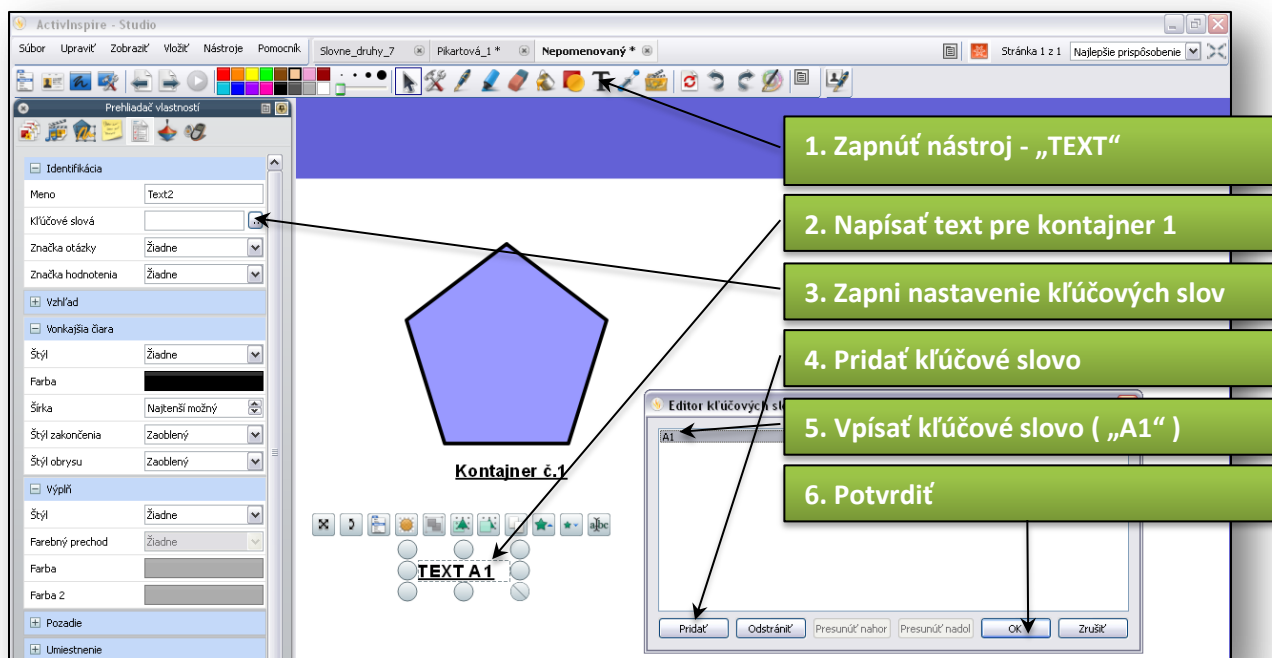 ActivInspire - Studio
Súbor Upraviť Zobraziť Vložiť Nástroje Pomocník
Slovne_druhy_7 Pikartová_1 * Nepomenovaný *
Stránka 1 z 1 Najlepšie prispôsobenie
Prehliadač vlastností
Identifikácia
Meno Text2
Kľúčové slová
Značka otázky Žiadne
Značka hodnotenia Žiadne
Vzhľad
Vonkajšia čiara
Štýl Žiadne
Farba
Šírka Najtenší možný
Štýl zakončenia Zaoblený
Štýl obrysu Zaoblený
Výplň
Štýl Žiadne
Farebný prechod Žiadne
Farba
Farba 2
Pozadie
Umiestnenie
Kontajner č.1
abc
TEXT A1
1. Zapnúť nástroj - „TEXT“
2. Napísať text pre kontajner 1
3. Zapni nastavenie kľúčových slov
4. Pridať kľúčové slovo
5. Vpísať kľúčové slovo ( „A1“ )
6. Potvrdiť
Editor kľúčových
A1
Pridať Odstrániť Presunúť nahor Presunúť nadol OK Zrušiť